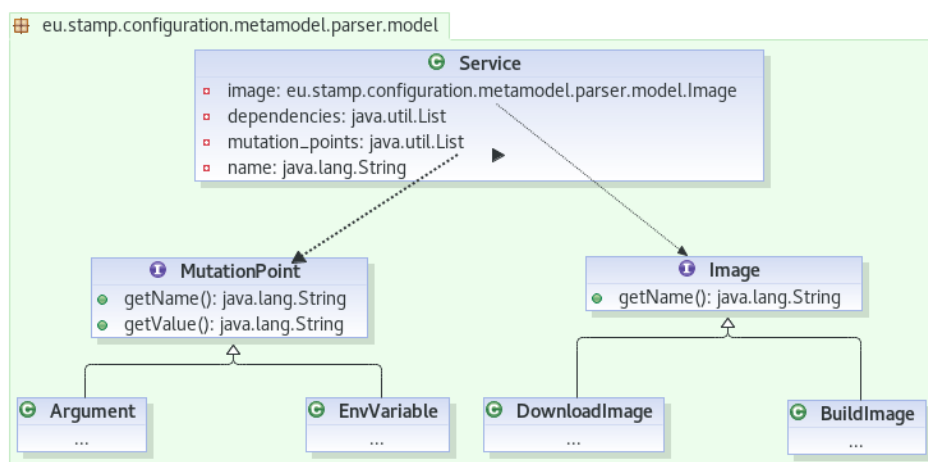 eu.stamp.configuration.metamodel.parser.model
C Service
image: eu.stamp.configuration.metamodel.parser.model.Image
dependencies: java.util.List
mutation_points: java.util.List
name: java.lang.String
I MutationPoint
getName(): java.lang.String
getValue(): java.lang.String
I Image
getName(): java.lang.String
C Argument
...
C EnvVariable
...
C DownloadImage
...
C BuildImage
...